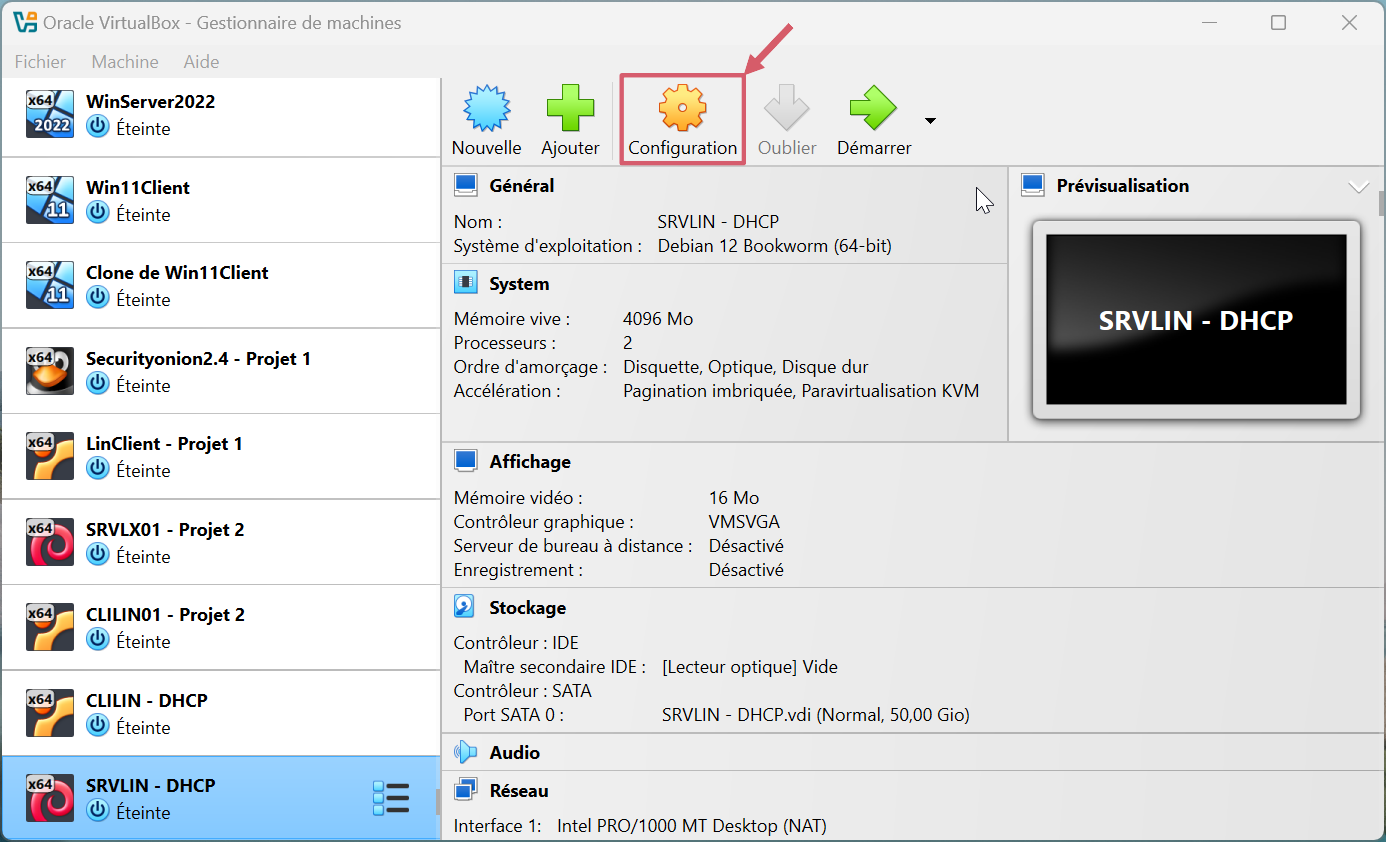 Oracle VirtualBox - Gestionnaire de machines
Fichier Machine Aide
x64 2022 WinServer2022
Éteinte
x64 11 Win11Client
Éteinte
x64 11 Clone de Win11Client
Éteinte
x64 Securityonion2.4 - Projet 1
Éteinte
x64 LinClient - Projet 1
Éteinte
x64 SRVLX01 - Projet 2
Éteinte
x64 CLILIN01 - Projet 2
Éteinte
x64 CLILIN - DHCP
Éteinte
x64 SRVLIN - DHCP
Éteinte
Nouvelle Ajouter Configuration Oublier Démarrer
Général
Nom : SRVLIN - DHCP
Système d'exploitation : Debian 12 Bookworm (64-bit)
System
Mémoire vive : 4096 Mo
Processeurs : 2
Ordre d'amorçage : Disquette, Optique, Disque dur
Accélération : Pagination imbriquée, Paravirtualisation KVM
Prévisualisation
SRVLIN - DHCP
Affichage
Mémoire vidéo : 16 Mo
Contrôleur graphique : VMSVGA
Serveur de bureau à distance : Désactivé
Enregistrement : Désactivé
Stockage
Contrôleur : IDE
Maître secondaire IDE : [Lecteur optique] Vide
Contrôleur : SATA
Port SATA 0 : SRVLIN - DHCP.vdi (Normal, 50,00 Gio)
Audio
Réseau
Interface 1: Intel PRO/1000 MT Desktop (NAT)